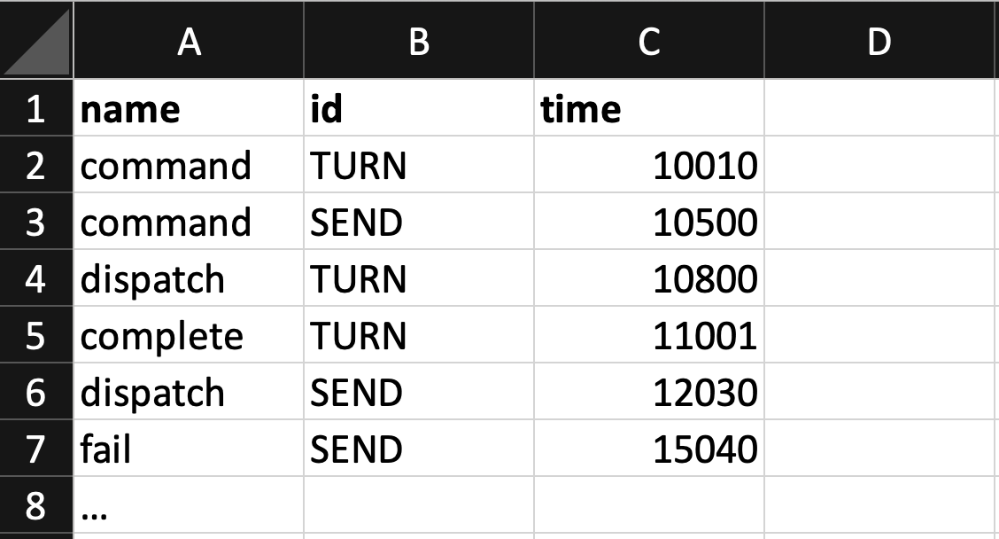 A B C D
1 name id time
2 command TURN 10010
3 command SEND 10500
4 dispatch TURN 10800
5 complete TURN 11001
6 dispatch SEND 12030
7 fail SEND 15040
8 ...